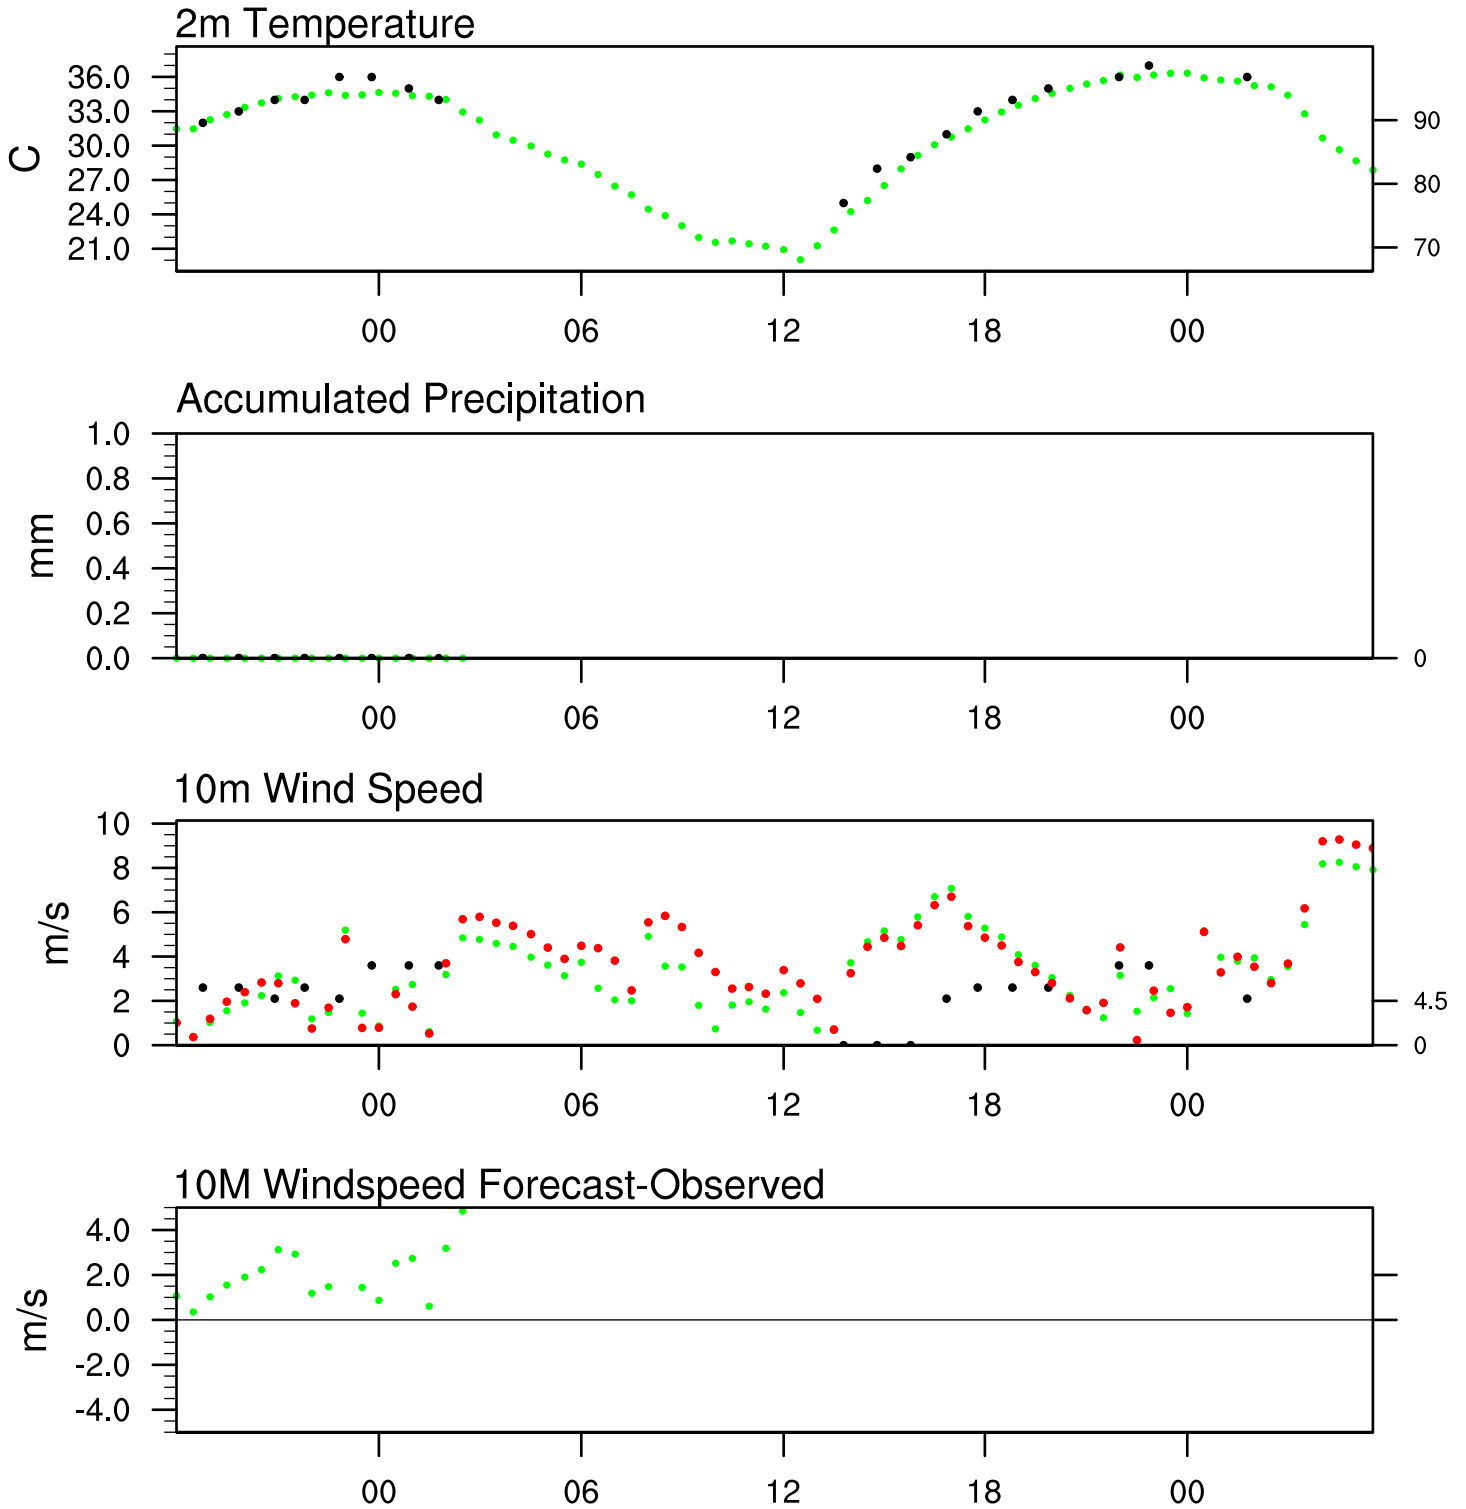 2m Temperature
36.0
33.0
30.0
27.0
24.0
21.0
C
90
80
70
00 06 12 18 00
Accumulated Precipitation
1.0
0.8
0.6
0.4
0.2
0.0
mm
0
00 06 12 18 00
10m Wind Speed
10
8
6
4
2
0
m/s
4.5
0
00 06 12 18 00
10M Windspeed Forecast-Observed
4.0
2.0
0.0
-2.0
-4.0
m/s
00 06 12 18 00